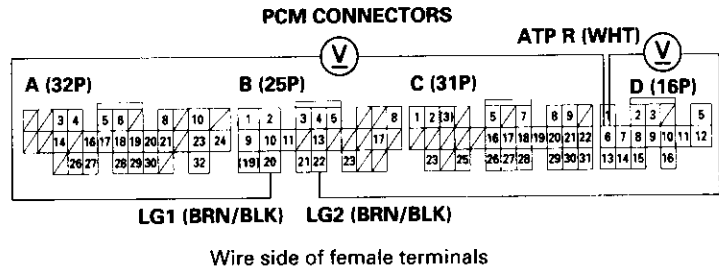 PCM CONNECTORS
ATP R (WHT)
V V
A (32P) B (25P) C (31P) D (16P)
3 4 5 6 8 10
14 16 17 18 19 20 21 23 24
26 27 28 29 30 32
1 2 3 4 5 8
9 10 11 13 17
(19) 20 21 22 23
1 2 (3) 5 7 8 9
16 17 18 19 20 21 22
23 25 26 27 28 29 30 31
1 2 3 5
6 7 8 9 10 11 12
13 14 15 16
LG1 (BRN/BLK) LG2 (BRN/BLK)
Wire side of female terminals